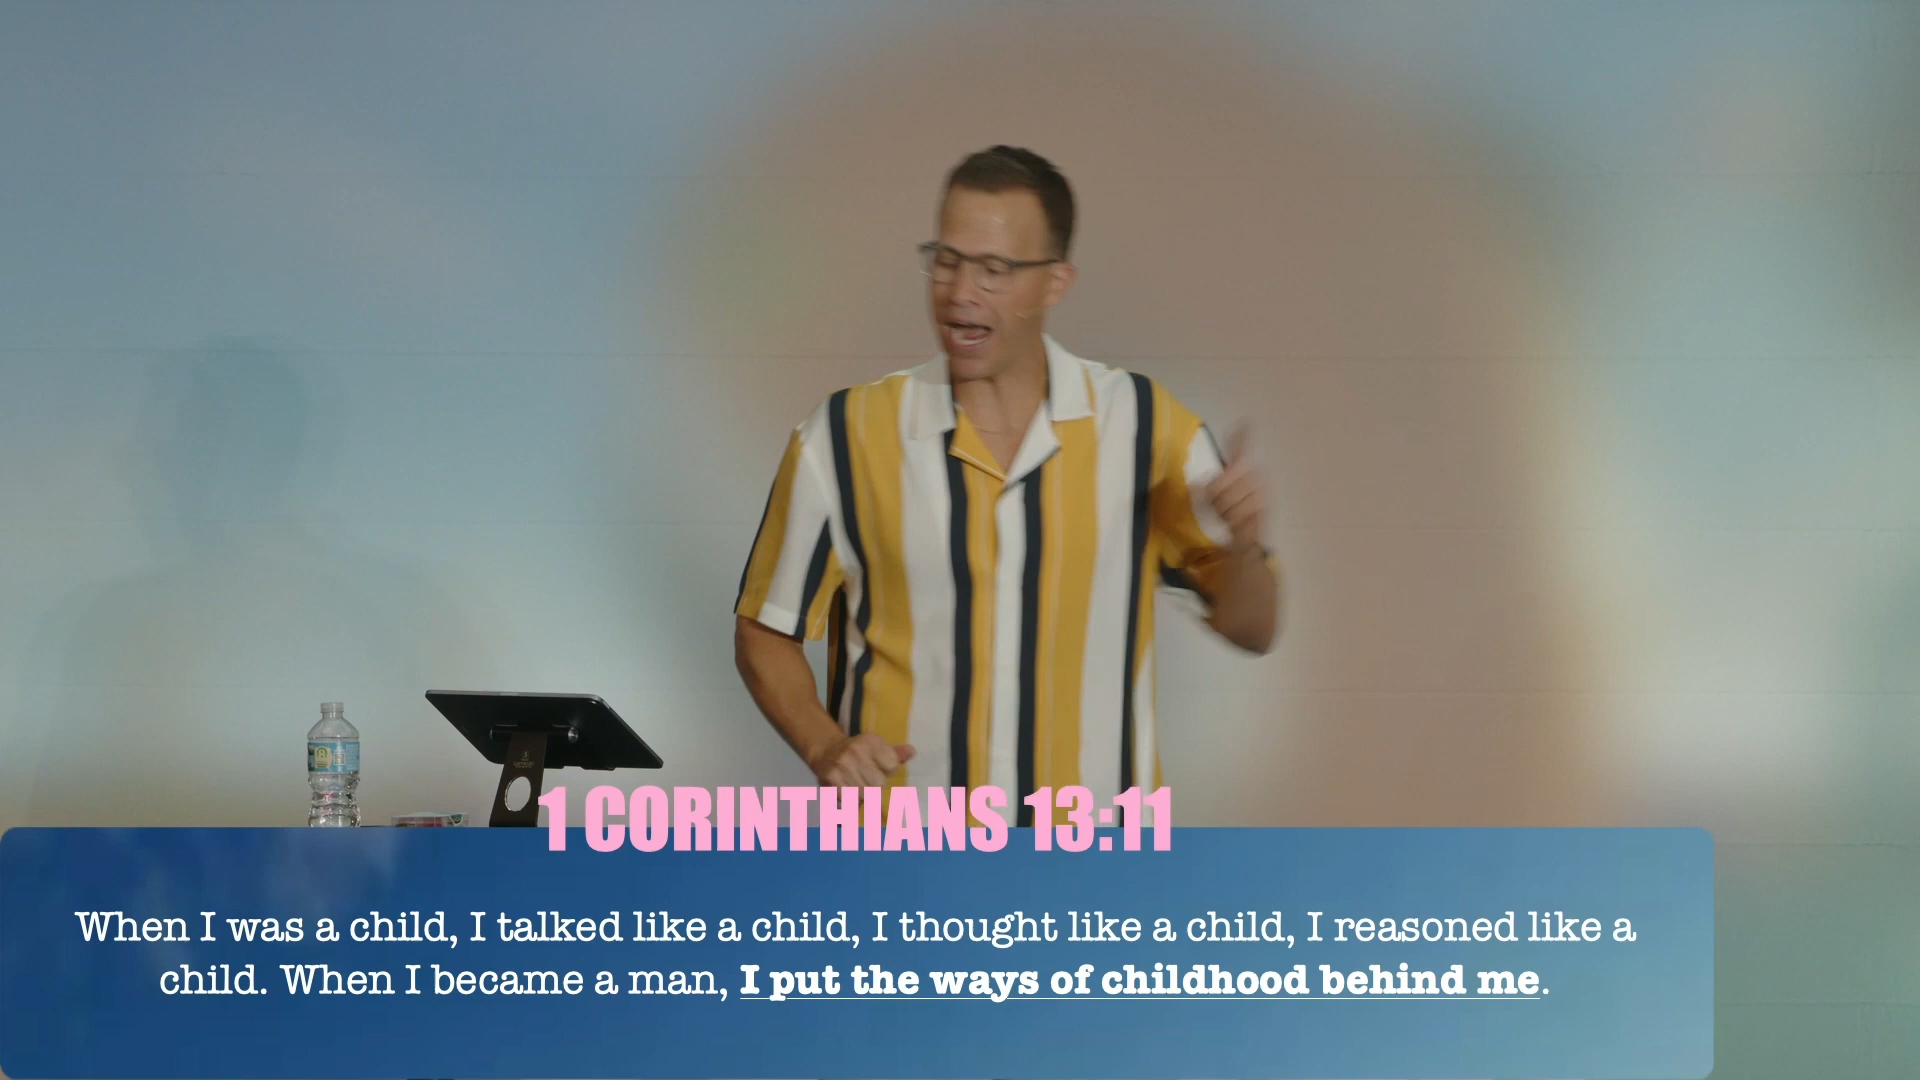 1 CORINTHIANS 13:11
When I was a child, I talked like a child, I thought like a child, I reasoned like a
child. When I became a man, I put the ways of childhood behind me.